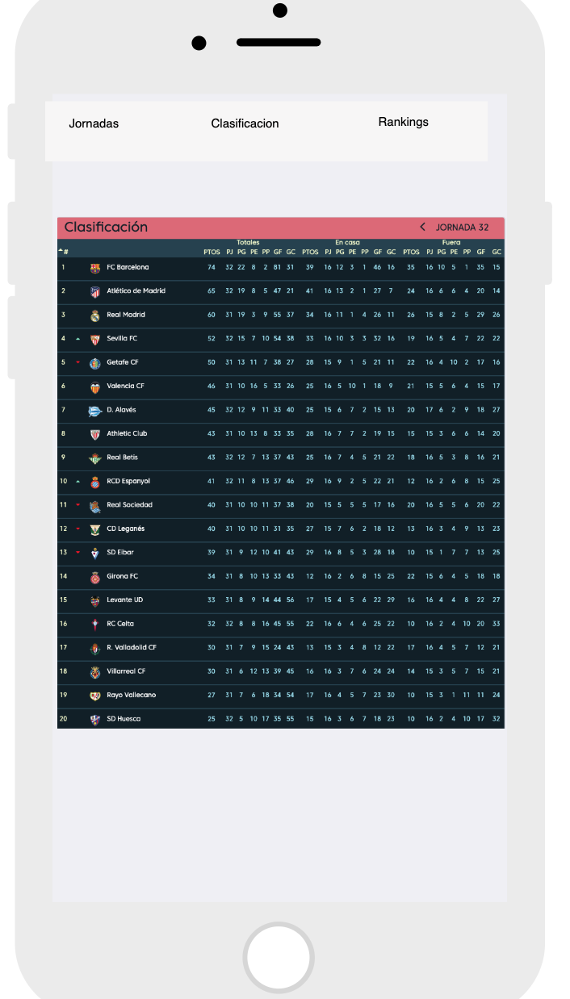 Jornadas Clasificacion Rankings
Clasificación JORNADA 32
Totales En casa Fuera
# PTOS PJ PG PE PP GF GC PTOS PJ PG PE PP GF GC PTOS PJ PG PE PP GF GC
1 FC Barcelona 74 32 22 8 2 81 31 39 16 12 3 1 46 16 35 16 10 5 1 35 15
2 Atlético de Madrid 65 32 19 8 5 47 21 41 16 13 2 1 27 7 24 16 6 6 4 20 14
3 Real Madrid 60 31 19 3 9 55 37 34 16 11 1 4 26 11 26 15 8 2 5 29 26
4 Sevilla FC 52 32 15 7 10 54 38 33 16 10 3 3 32 16 19 16 5 4 7 22 22
5 Getafe CF 50 31 13 11 7 38 27 28 15 9 1 5 21 11 22 16 4 10 2 17 16
6 Valencia CF 46 31 10 16 5 33 26 25 16 5 10 1 18 9 21 15 5 6 4 15 17
7 D. Alavés 45 32 12 9 11 33 40 25 15 6 7 2 15 13 20 17 6 2 9 18 27
8 Athletic Club 43 31 10 13 8 33 35 28 16 7 7 2 19 15 15 15 3 6 6 14 20
9 Real Betis 43 32 12 7 13 37 43 25 16 7 4 5 21 22 18 16 5 3 8 16 21
10 RCD Espanyol 41 32 11 8 13 37 46 29 16 9 2 5 22 21 12 16 2 6 8 15 25
11 Real Sociedad 40 31 10 10 11 37 38 20 15 5 5 5 17 16 20 16 5 5 6 20 22
12 CD Leganés 40 31 10 10 11 31 35 27 15 7 6 2 18 12 13 16 3 4 9 13 23
13 SD Eibar 39 31 9 12 10 41 43 29 16 8 5 3 28 18 10 15 1 7 7 13 25
14 Girona FC 34 31 8 10 13 33 43 12 16 2 6 8 15 25 22 15 6 4 5 18 18
15 Levante UD 33 31 8 9 14 44 56 17 15 4 5 6 22 29 16 16 4 4 8 22 27
16 RC Celta 32 32 8 8 16 45 55 22 16 6 4 6 25 22 10 16 2 4 10 20 33
17 R. Valladolid CF 30 31 7 9 15 24 43 13 15 3 4 8 12 22 17 16 4 5 7 12 21
18 Villarreal CF 30 31 6 12 13 39 45 16 16 3 7 6 24 24 14 15 3 5 7 15 21
19 Rayo Vallecano 27 31 7 6 18 34 54 17 16 4 5 7 23 30 10 15 3 1 11 11 24
20 SD Huesca 25 32 5 10 17 35 55 15 16 3 6 7 18 23 10 16 2 4 10 17 32